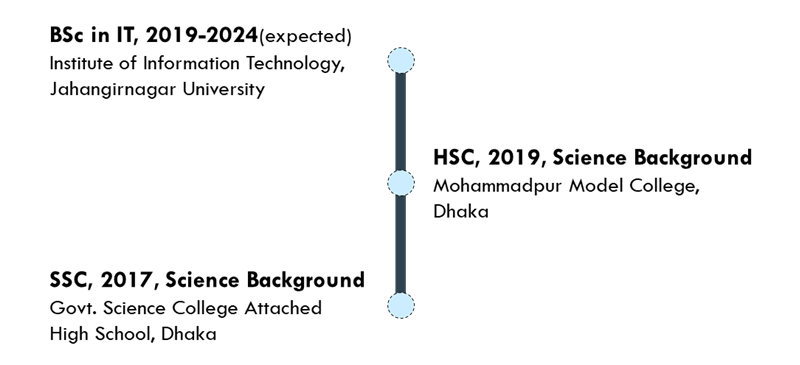 BSc in IT, 2019-2024(expected)
Institute of Information Technology,
Jahangirnagar University
HSC, 2019, Science Background
Mohammadpur Model College,
Dhaka
SSC, 2017, Science Background
Govt. Science College Attached
High School, Dhaka